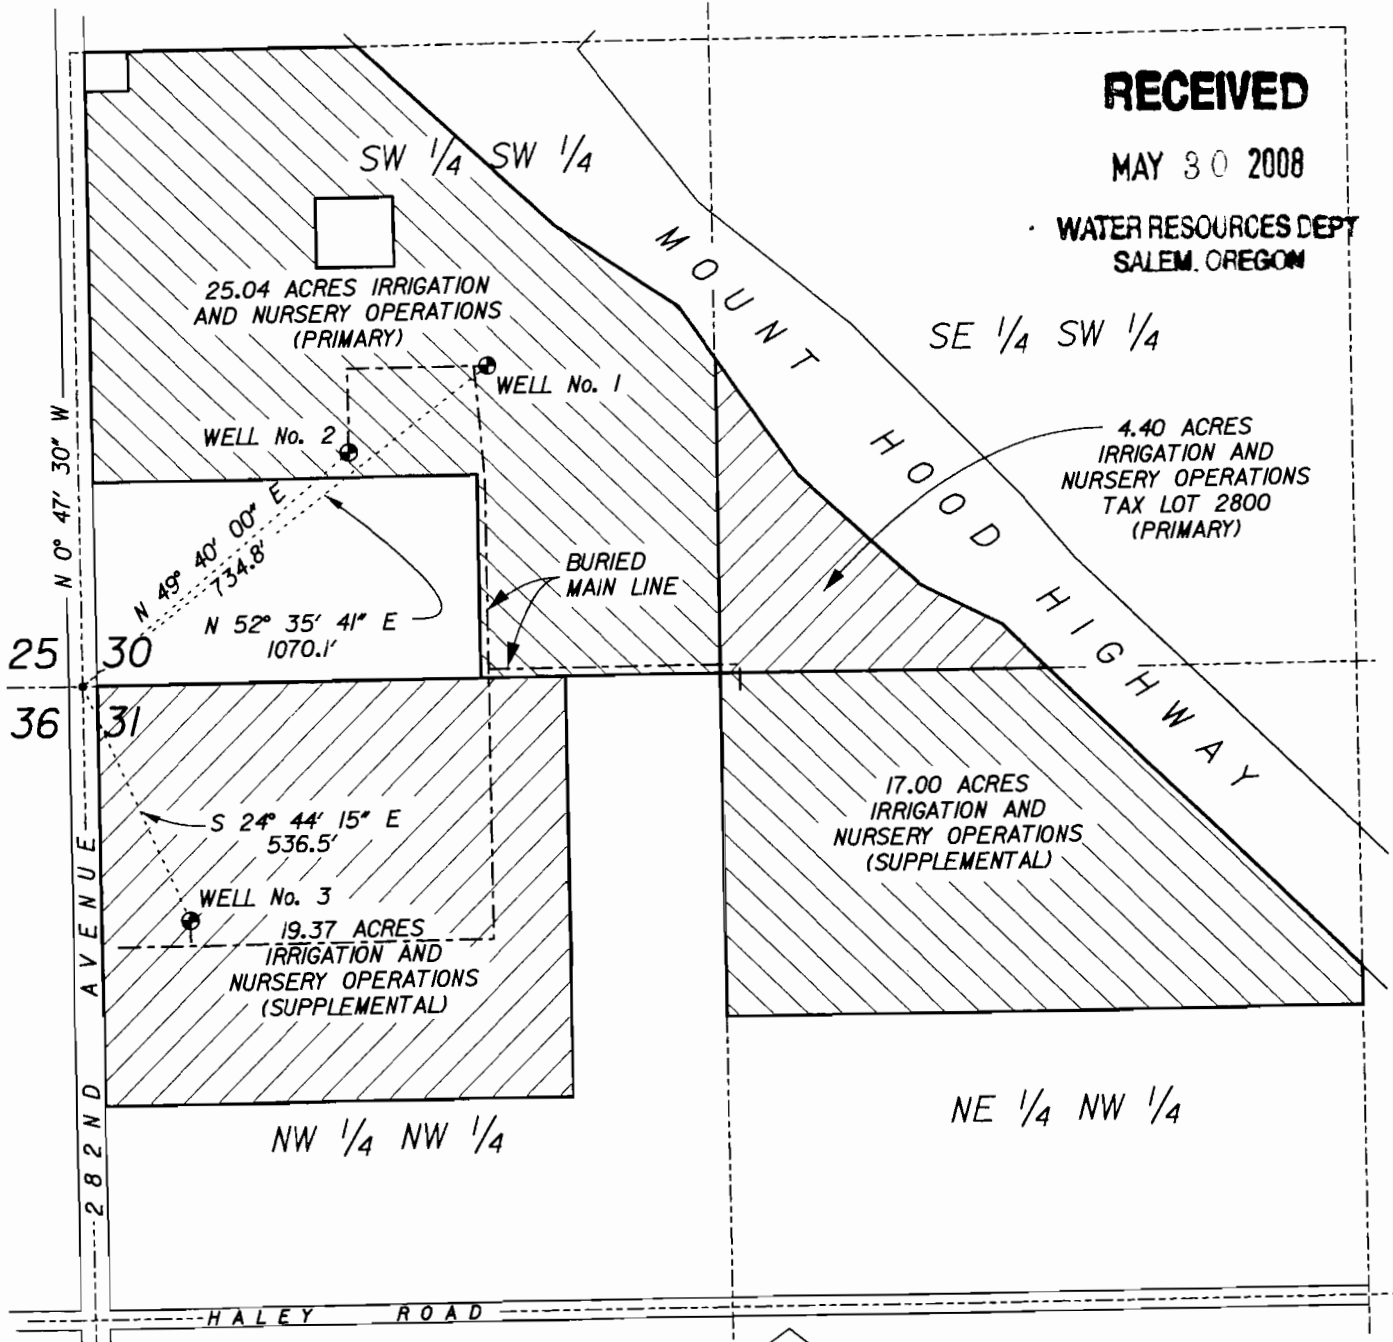 RECEIVED
MAY 30 2008
WATER RESOURCES DEPT
SALEM, OREGON
SW 1/4 SW 1/4
MOUNT HOOD HIGHWAY
SE 1/4 SW 1/4
25.04 ACRES IRRIGATION
AND NURSERY OPERATIONS
(PRIMARY)
WELL No. 1
WELL No. 2
4.40 ACRES
IRRIGATION AND
NURSERY OPERATIONS
TAX LOT 2800
(PRIMARY)
N 0° 47' 30" W
N 49° 40' 00" E
734.8'
BURIED
MAIN LINE
N 52° 35' 41" E
1070.1'
25 30
36 31
S 24° 44' 15" E
536.5'
WELL No. 3
19.37 ACRES
IRRIGATION AND
NURSERY OPERATIONS
(SUPPLEMENTAL)
17.00 ACRES
IRRIGATION AND
NURSERY OPERATIONS
(SUPPLEMENTAL)
282ND AVENUE
NW 1/4 NW 1/4
NE 1/4 NW 1/4
HALEY ROAD